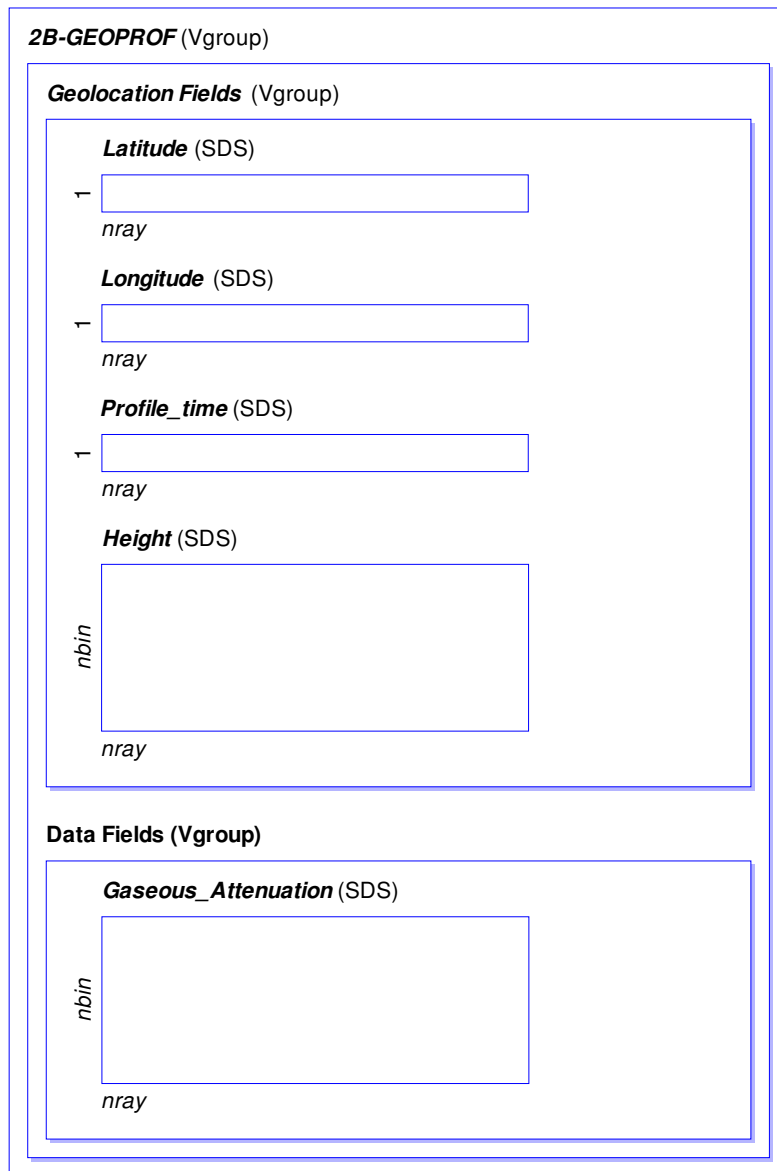 2B-GEOPROF (Vgroup)
Geolocation Fields (Vgroup)
Latitude (SDS)
1
nray
Longitude (SDS)
1
nray
Profile_time (SDS)
1
nray
Height (SDS)
nbin
nray
Data Fields (Vgroup)
Gaseous_Attenuation (SDS)
nbin
nray